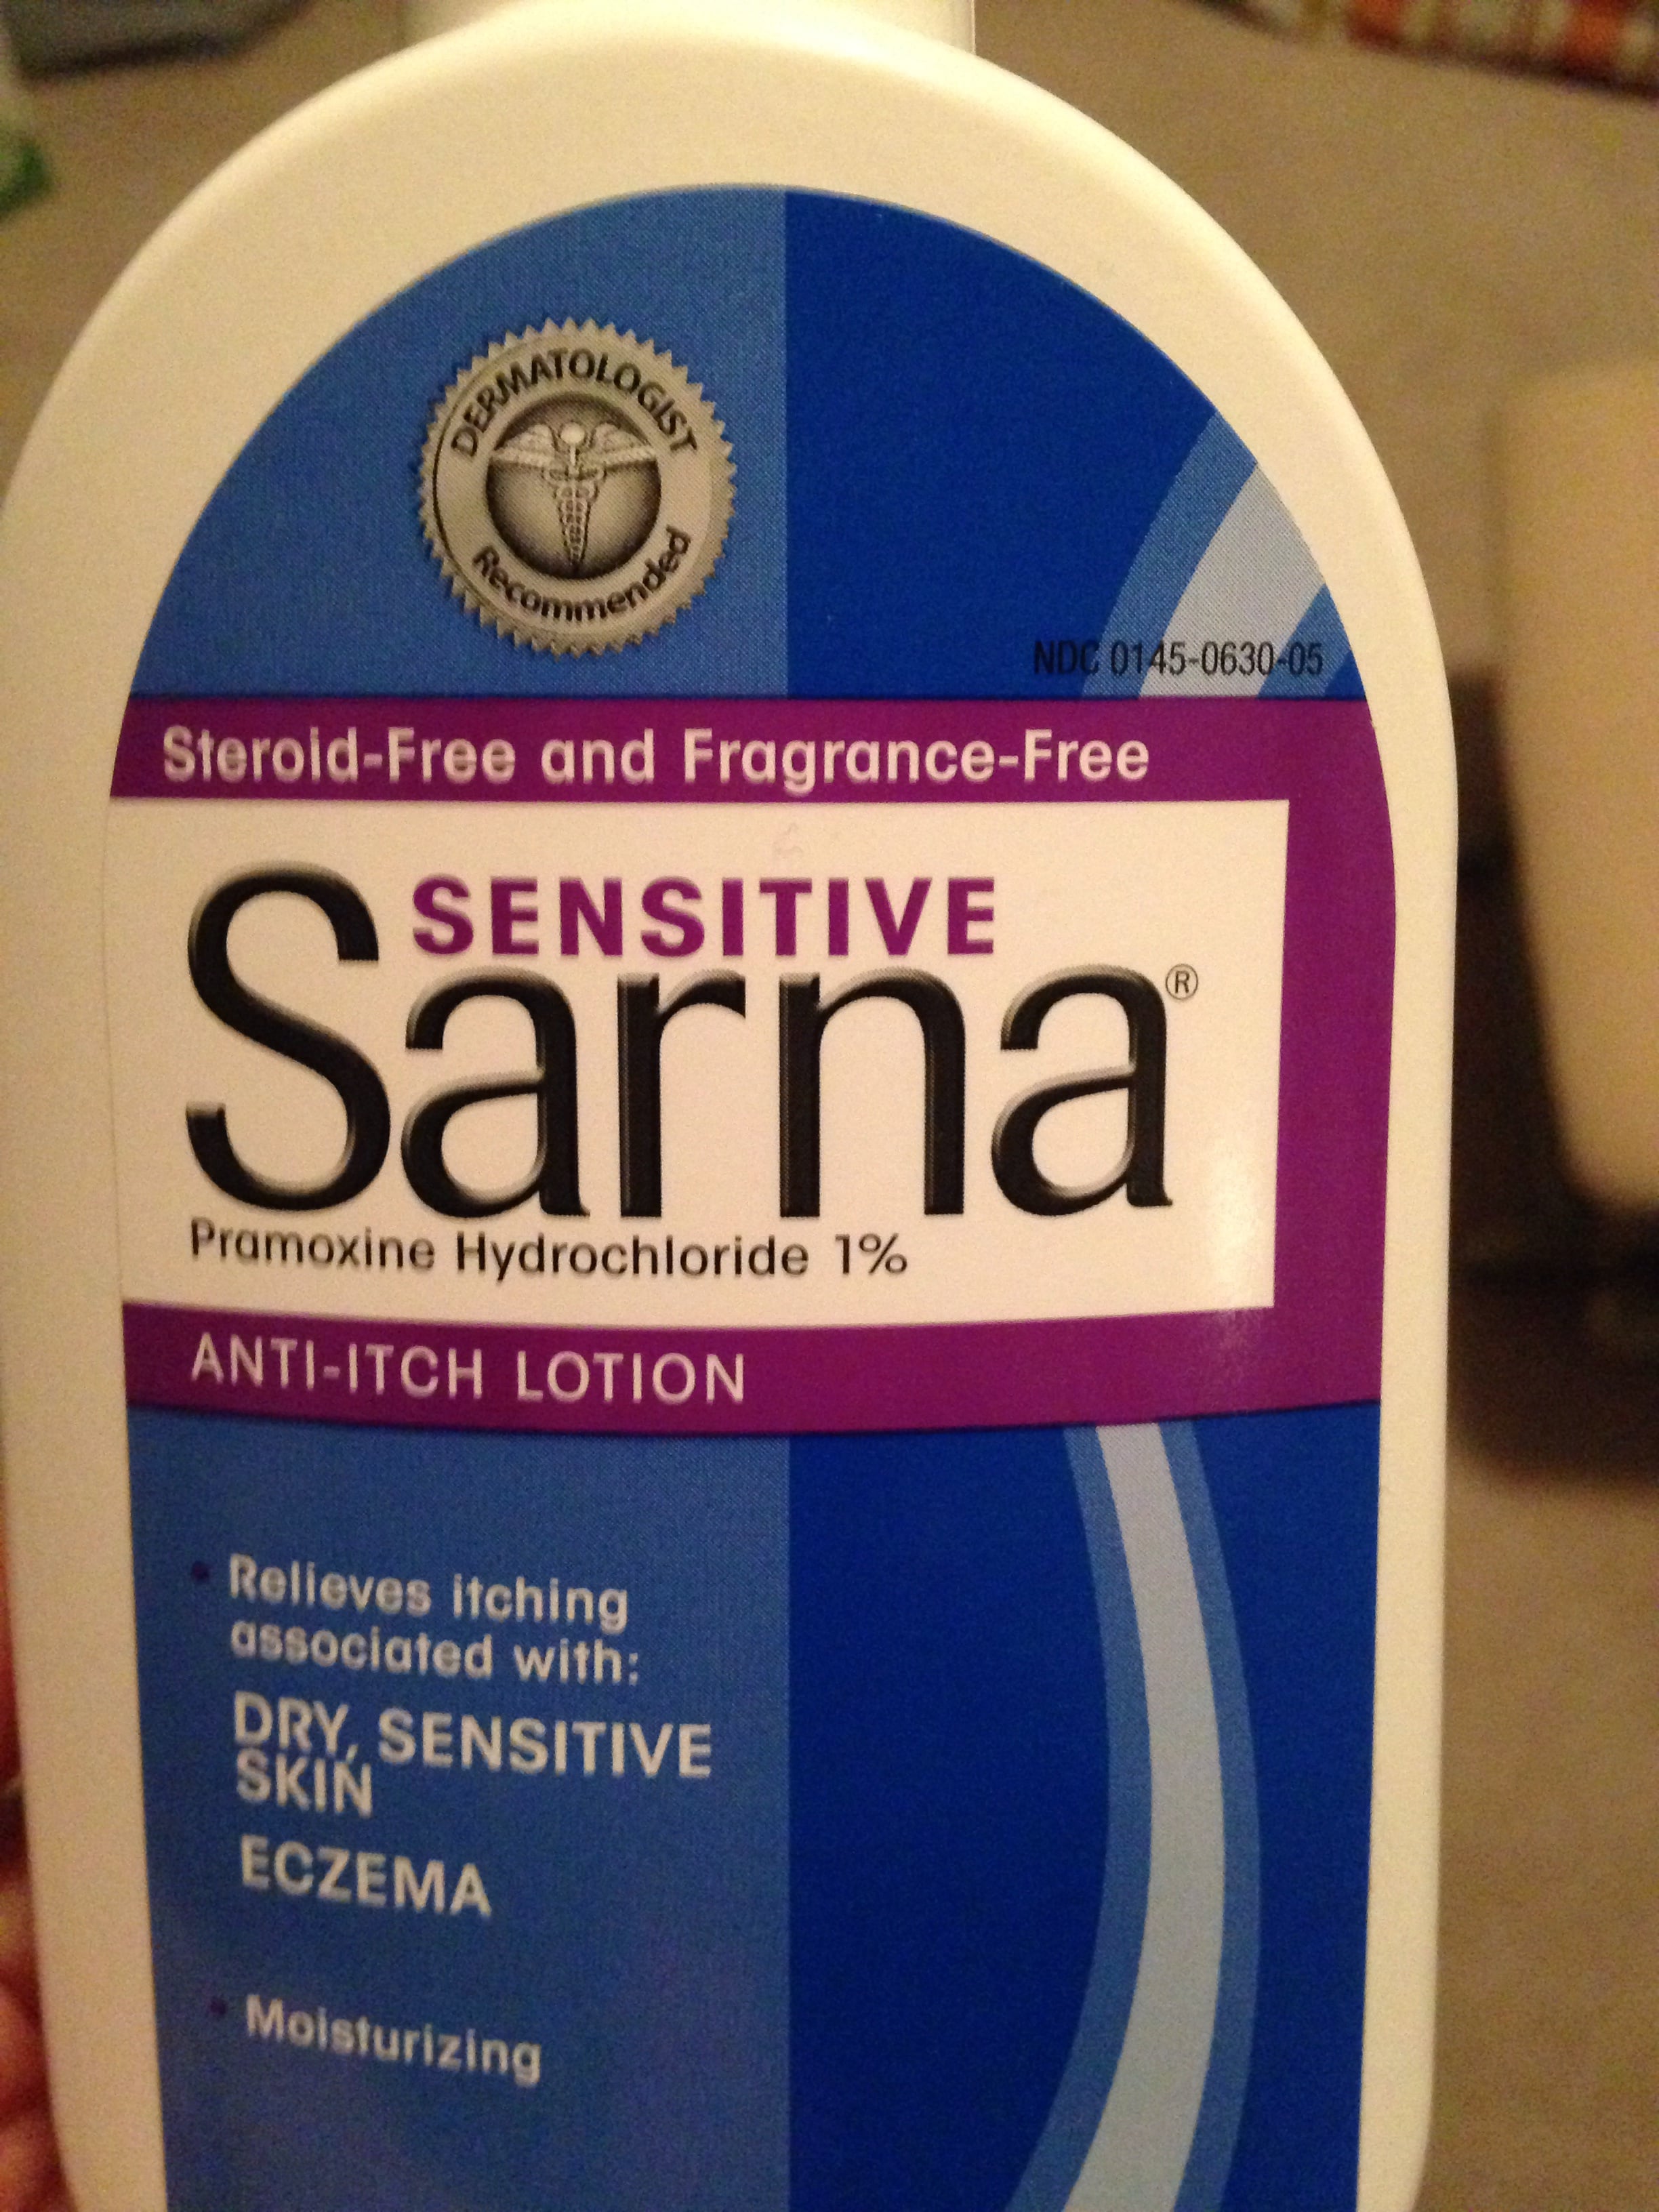 DERMATOLOGIST
Recommended
NDC 0145-0630-05
Steroid-Free and Fragrance-Free
SENSITIVE
Sarna®
Pramoxine Hydrochloride 1%
ANTI-ITCH LOTION
• Relieves itching
associated with:
DRY, SENSITIVE
SKIN
ECZEMA
• Moisturizing